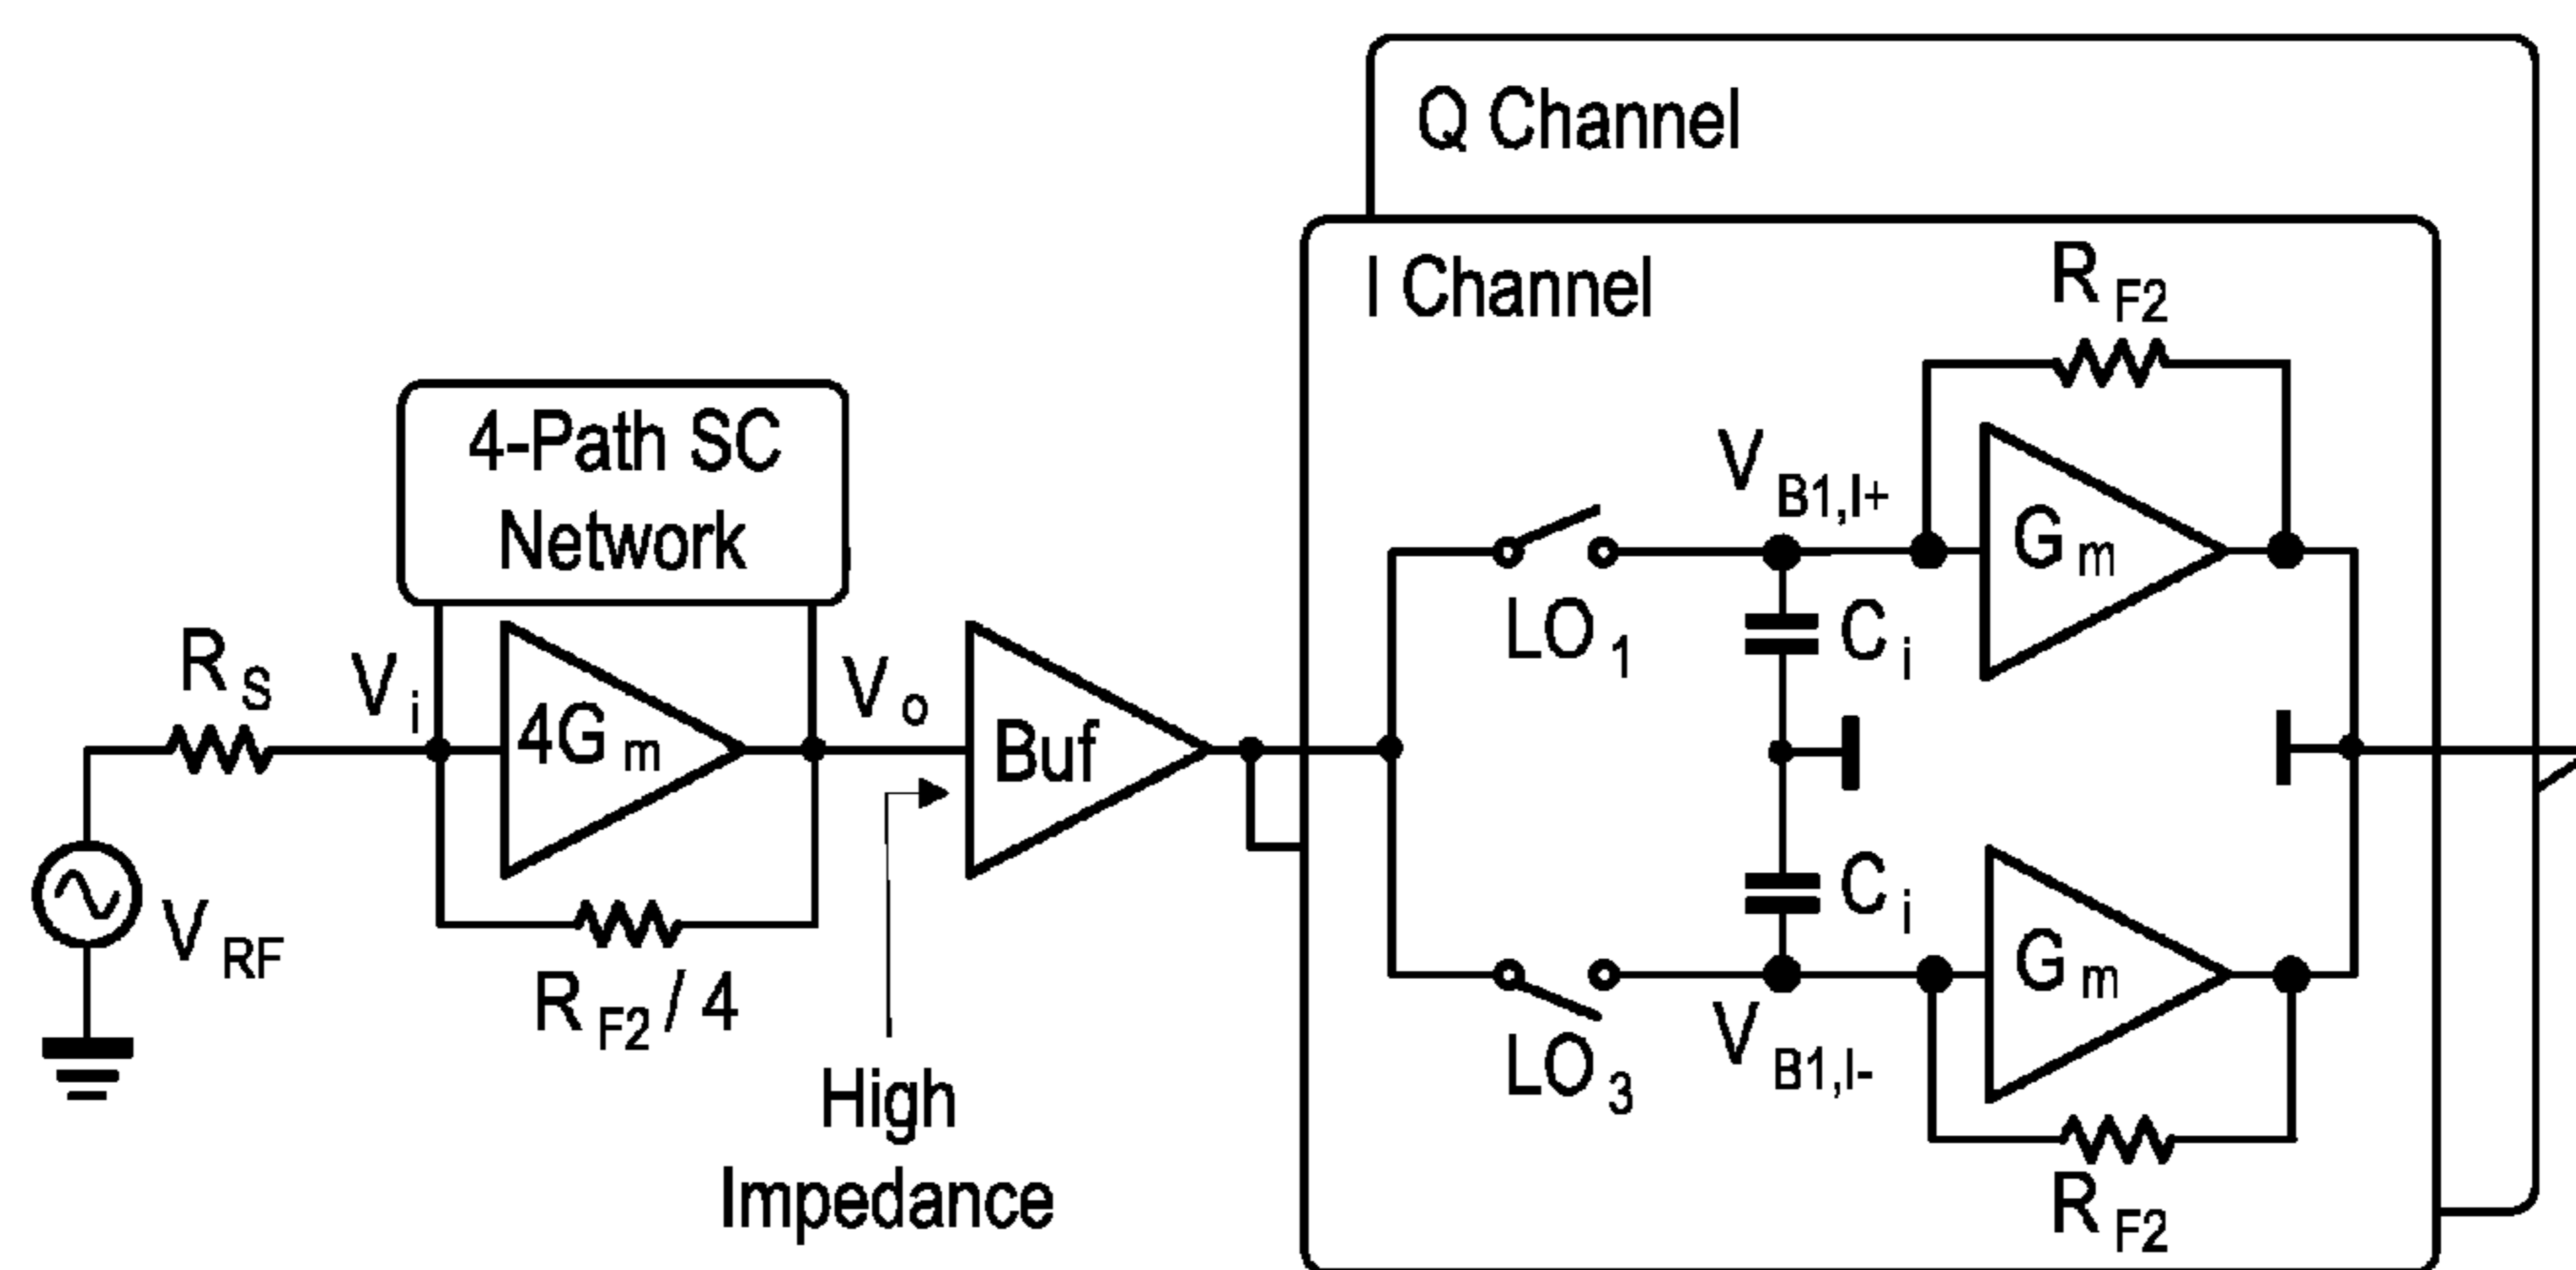 Q Channel
I Channel
R F2
4-Path SC
Network
V B1,I+
G m
R S
V i
LO 1
C i
4G m
V o
Buf
V RF
R F2 / 4
C i
G m
High
Impedance
LO 3
V B1,I-
R F2